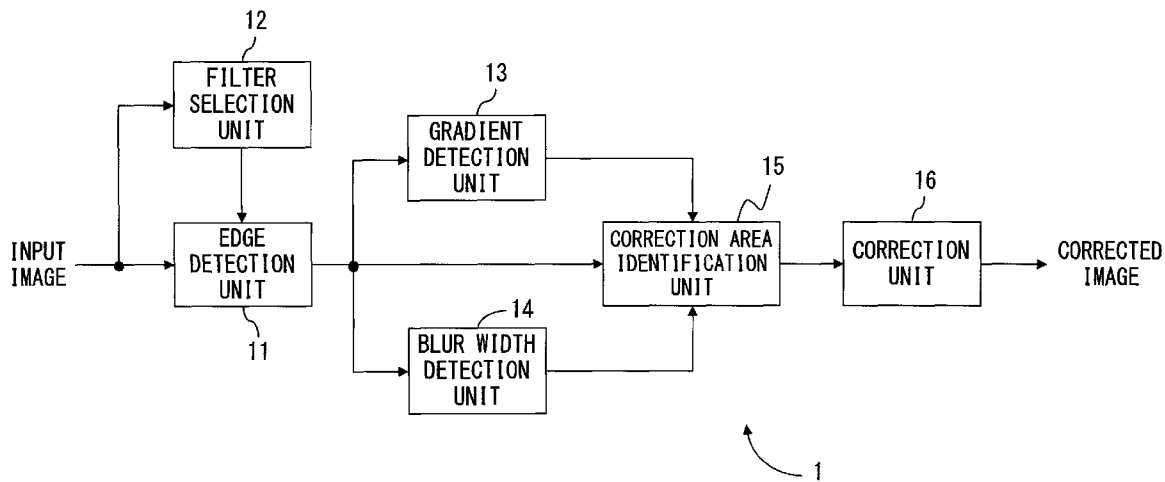 12
FILTER
SELECTION
UNIT
13
GRADIENT
DETECTION
UNIT
15
16
INPUT
IMAGE
EDGE
DETECTION
UNIT
11
CORRECTION AREA
IDENTIFICATION
UNIT
CORRECTION
UNIT
CORRECTED
IMAGE
14
BLUR WIDTH
DETECTION
UNIT
1